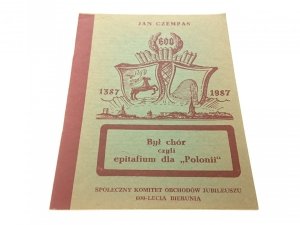 JAN CZEMPAS
600
1387 1987
Był chór
czyli
epitafium dla „Polonii"
SPOŁECZNY KOMITET OBCHODÓW JUBILEUSZU
600-LECIA BIERUNIA